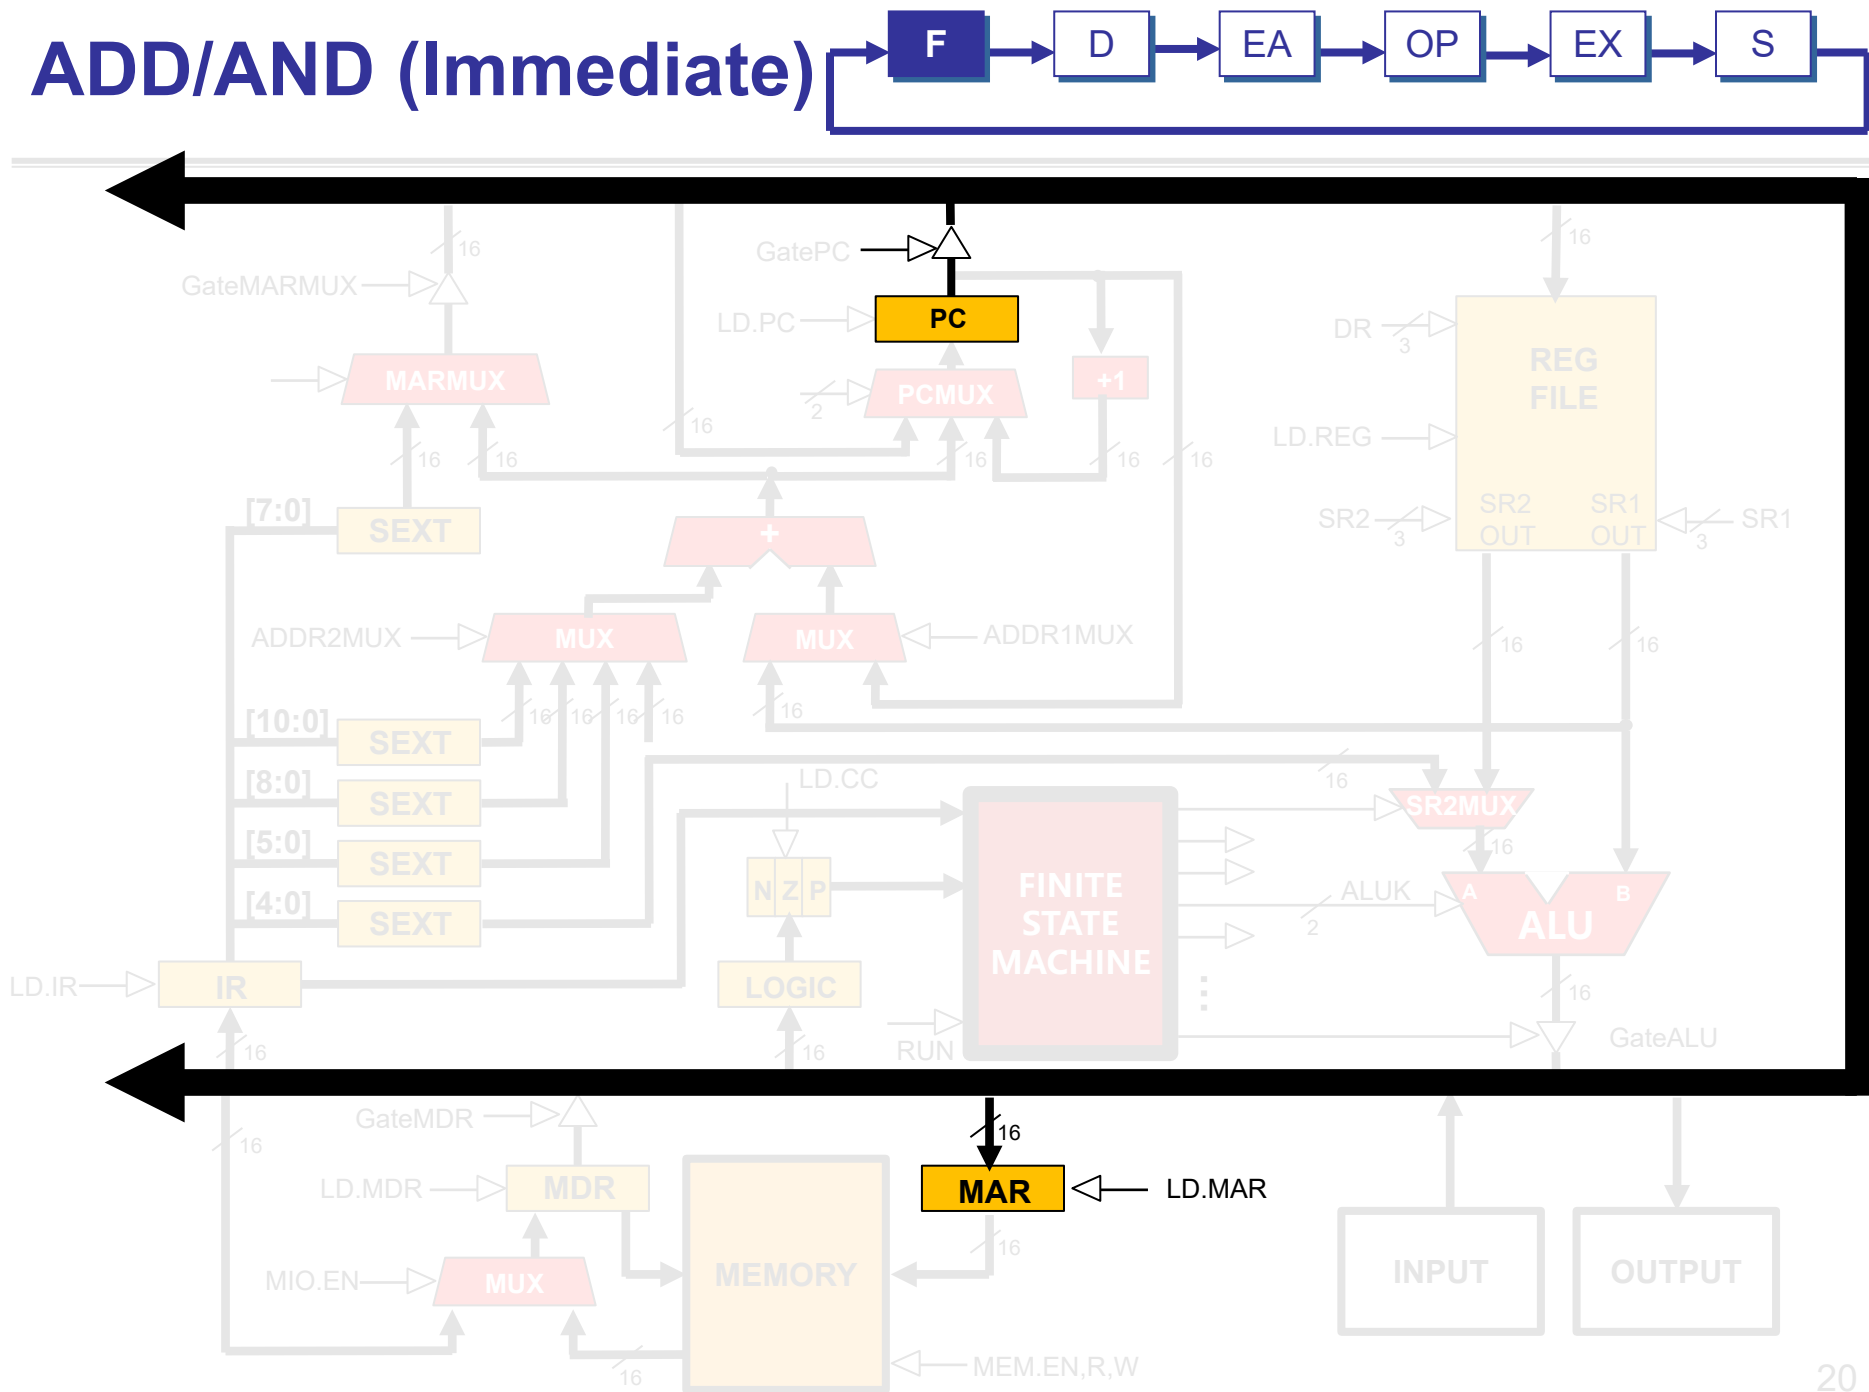 ADD/AND (Immediate)
F
D
EA
OP
EX
S
16
16
GatePC
GateMARMUX
LD.PC
PC
DR
3
REG
FILE
MARMUX
PCMUX
+1
2
16
LD.REG
16
16
16
16
16
[7:0]
SEXT
+
SR2
3
SR2
OUT
SR1
OUT
SR1
3
ADDR2MUX
MUX
MUX
ADDR1MUX
16
16
[10:0]
SEXT
16
16
16
16
16
[8:0]
SEXT
LD.CC
16
SR2MUX
[5:0]
SEXT
16
N Z P
FINITE
STATE
MACHINE
ALUK
2
A
B
ALU
[4:0]
SEXT
LD.IR
IR
LOGIC
16
16
16
RUN
GateALU
GateMDR
16
16
LD.MDR
MDR
MAR
LD.MAR
16
MIO.EN
MUX
MEMORY
INPUT
OUTPUT
16
MEM.EN,R,W
20